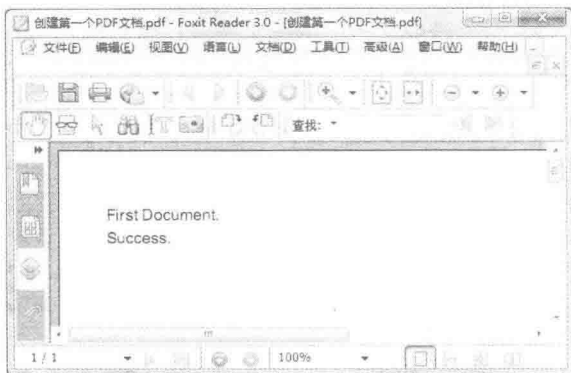 创建第一个PDF文档.pdf - Foxit Reader 3.0 - [创建第一个PDF文档.pdf]
文件(F) 编辑(E) 视图(V) 语言(L) 文档(D) 工具(T) 高级(A) 窗口(W) 帮助(H)
查找:
First Document.
Success.
1 / 1 100%